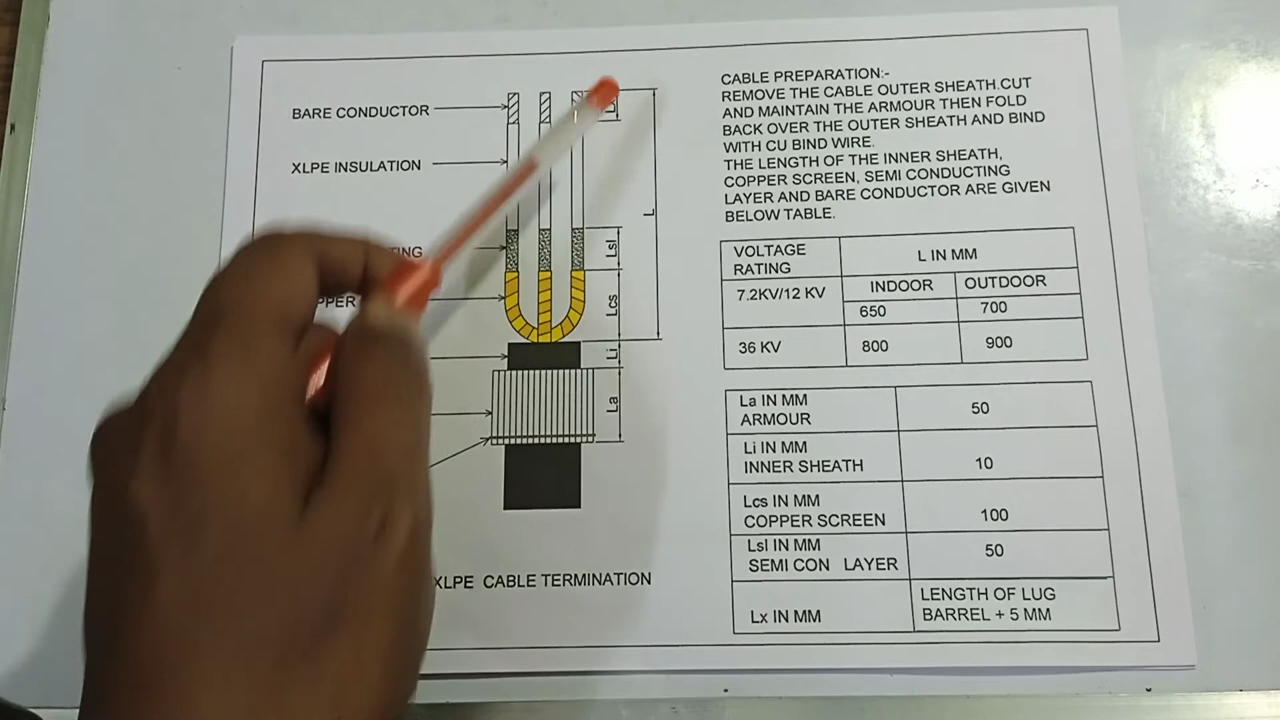 BARE CONDUCTOR
XLPE INSULATION
L
Lsl
Lcs
Li
La
XLPE CABLE TERMINATION
CABLE PREPARATION:-
REMOVE THE CABLE OUTER SHEATH.CUT
AND MAINTAIN THE ARMOUR THEN FOLD
BACK OVER THE OUTER SHEATH AND BIND
WITH CU BIND WIRE.
THE LENGTH OF THE INNER SHEATH,
COPPER SCREEN, SEMI CONDUCTING
LAYER AND BARE CONDUCTOR ARE GIVEN
BELOW TABLE.
VOLTAGE
RATING
L IN MM
7.2KV/12 KV
INDOOR
OUTDOOR
650
700
36 KV
800
900
La IN MM
ARMOUR
50
Li IN MM
INNER SHEATH
10
Lcs IN MM
COPPER SCREEN
100
Lsl IN MM
SEMI CON LAYER
50
Lx IN MM
LENGTH OF LUG
BARREL + 5 MM